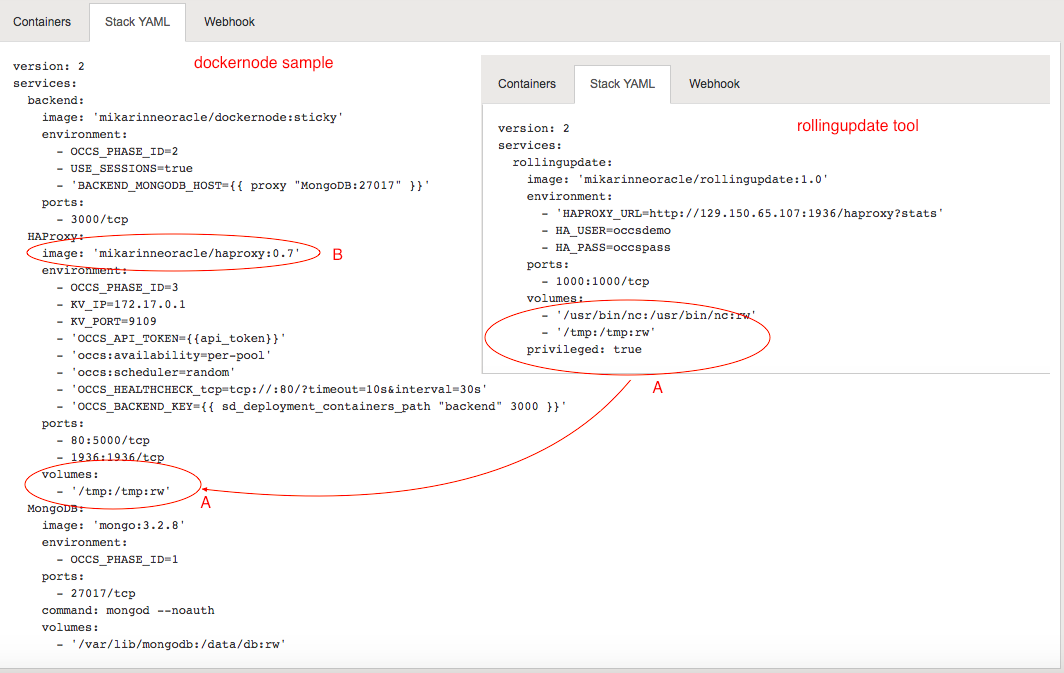 Containers Stack YAML Webhook
dockernode sample
version: 2
services:
  backend:
    image: 'mikarinneoracle/dockernode:sticky'
    environment:
      - OCCS_PHASE_ID=2
      - USE_SESSIONS=true
      - 'BACKEND_MONGODB_HOST={{ proxy "MongoDB:27017" }}'
    ports:
      - 3000/tcp
  HAProxy:
    image: 'mikarinneoracle/haproxy:0.7'
B
    environment:
      - OCCS_PHASE_ID=3
      - KV_IP=172.17.0.1
      - KV_PORT=9109
      - 'OCCS_API_TOKEN={{api_token}}'
      - 'occs:availability=per-pool'
      - 'occs:scheduler=random'
      - 'OCCS_HEALTHCHECK_tcp=tcp://:80/?timeout=10s&interval=30s'
      - 'OCCS_BACKEND_KEY={{ sd_deployment_containers_path "backend" 3000 }}'
    ports:
      - 80:5000/tcp
      - 1936:1936/tcp
    volumes:
      - '/tmp:/tmp:rw'
A
  MongoDB:
    image: 'mongo:3.2.8'
    environment:
      - OCCS_PHASE_ID=1
    ports:
      - 27017/tcp
    command: mongod --noauth
    volumes:
      - '/var/lib/mongodb:/data/db:rw'
Containers Stack YAML Webhook
rollingupdate tool
version: 2
services:
  rollingupdate:
    image: 'mikarinneoracle/rollingupdate:1.0'
    environment:
      - 'HAPROXY_URL=http://129.150.65.107:1936/haproxy?stats'
      - HA_USER=occsdemo
      - HA_PASS=occspass
    ports:
      - 1000:1000/tcp
    volumes:
      - '/usr/bin/nc:/usr/bin/nc:rw'
      - '/tmp:/tmp:rw'
    privileged: true
A